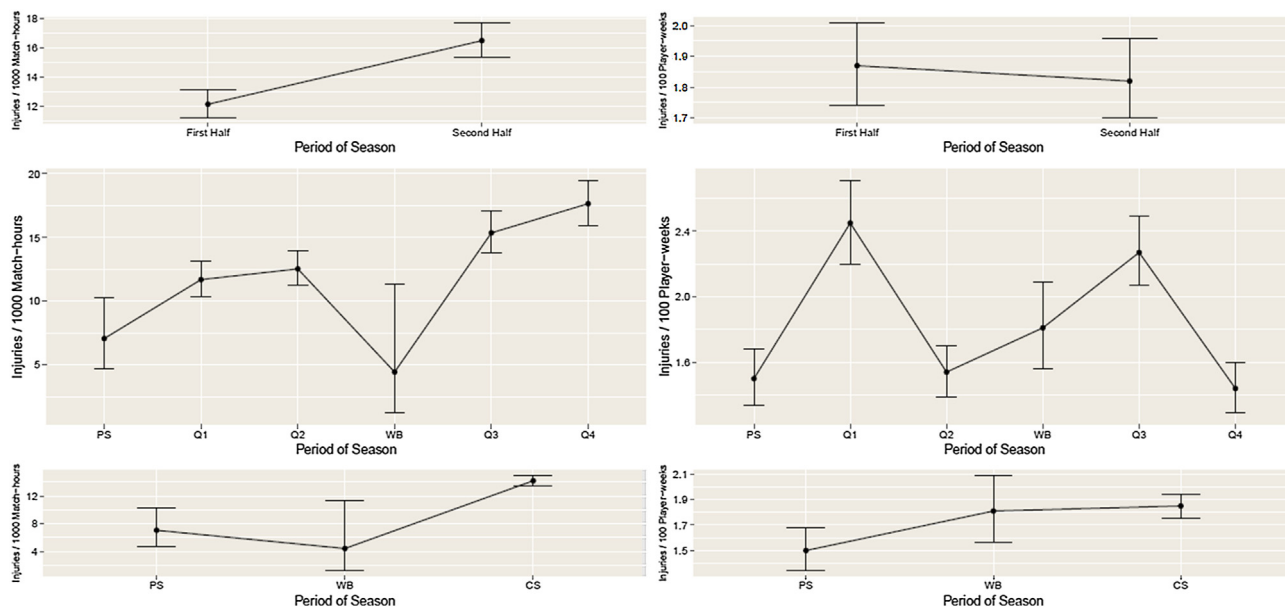 Injuries / 1000 Match-hours
18
16
14
12
First Half
Second Half
Period of Season
Injuries / 100 Player-weeks
2.0
1.9
1.8
1.7
First Half
Second Half
Period of Season
Injuries / 1000 Match-hours
20
15
10
5
PS
Q1
Q2
WB
Q3
Q4
Period of Season
Injuries / 100 Player-weeks
2.4
2.0
1.6
PS
Q1
Q2
WB
Q3
Q4
Period of Season
Injuries / 1000 Match-hours
12
8
4
PS
WB
CS
Period of Season
Injuries / 100 Player-weeks
2.1
1.9
1.7
1.5
PS
WB
CS
Period of Season